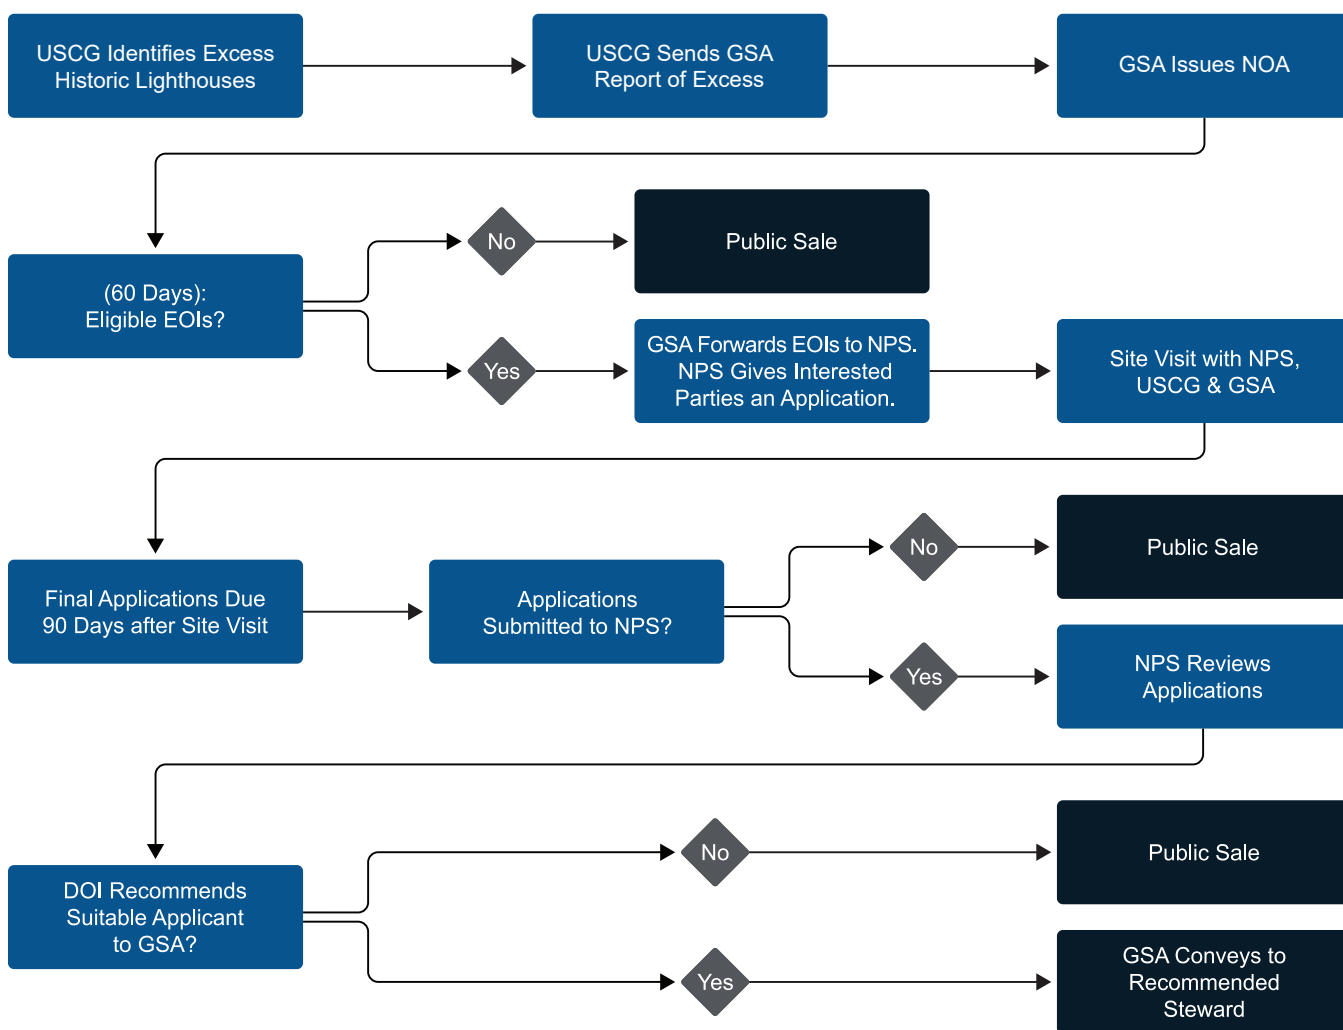 USCG Identifies Excess
Historic Lighthouses
USCG Sends GSA
Report of Excess
GSA Issues NOA
(60 Days):
Eligible EOIs?
No
Public Sale
Yes
GSA Forwards EOIs to NPS.
NPS Gives Interested
Parties an Application.
Site Visit with NPS,
USCG & GSA
Final Applications Due
90 Days after Site Visit
Applications
Submitted to NPS?
No
Public Sale
Yes
NPS Reviews
Applications
DOI Recommends
Suitable Applicant
to GSA?
No
Public Sale
Yes
GSA Conveys to
Recommended
Steward